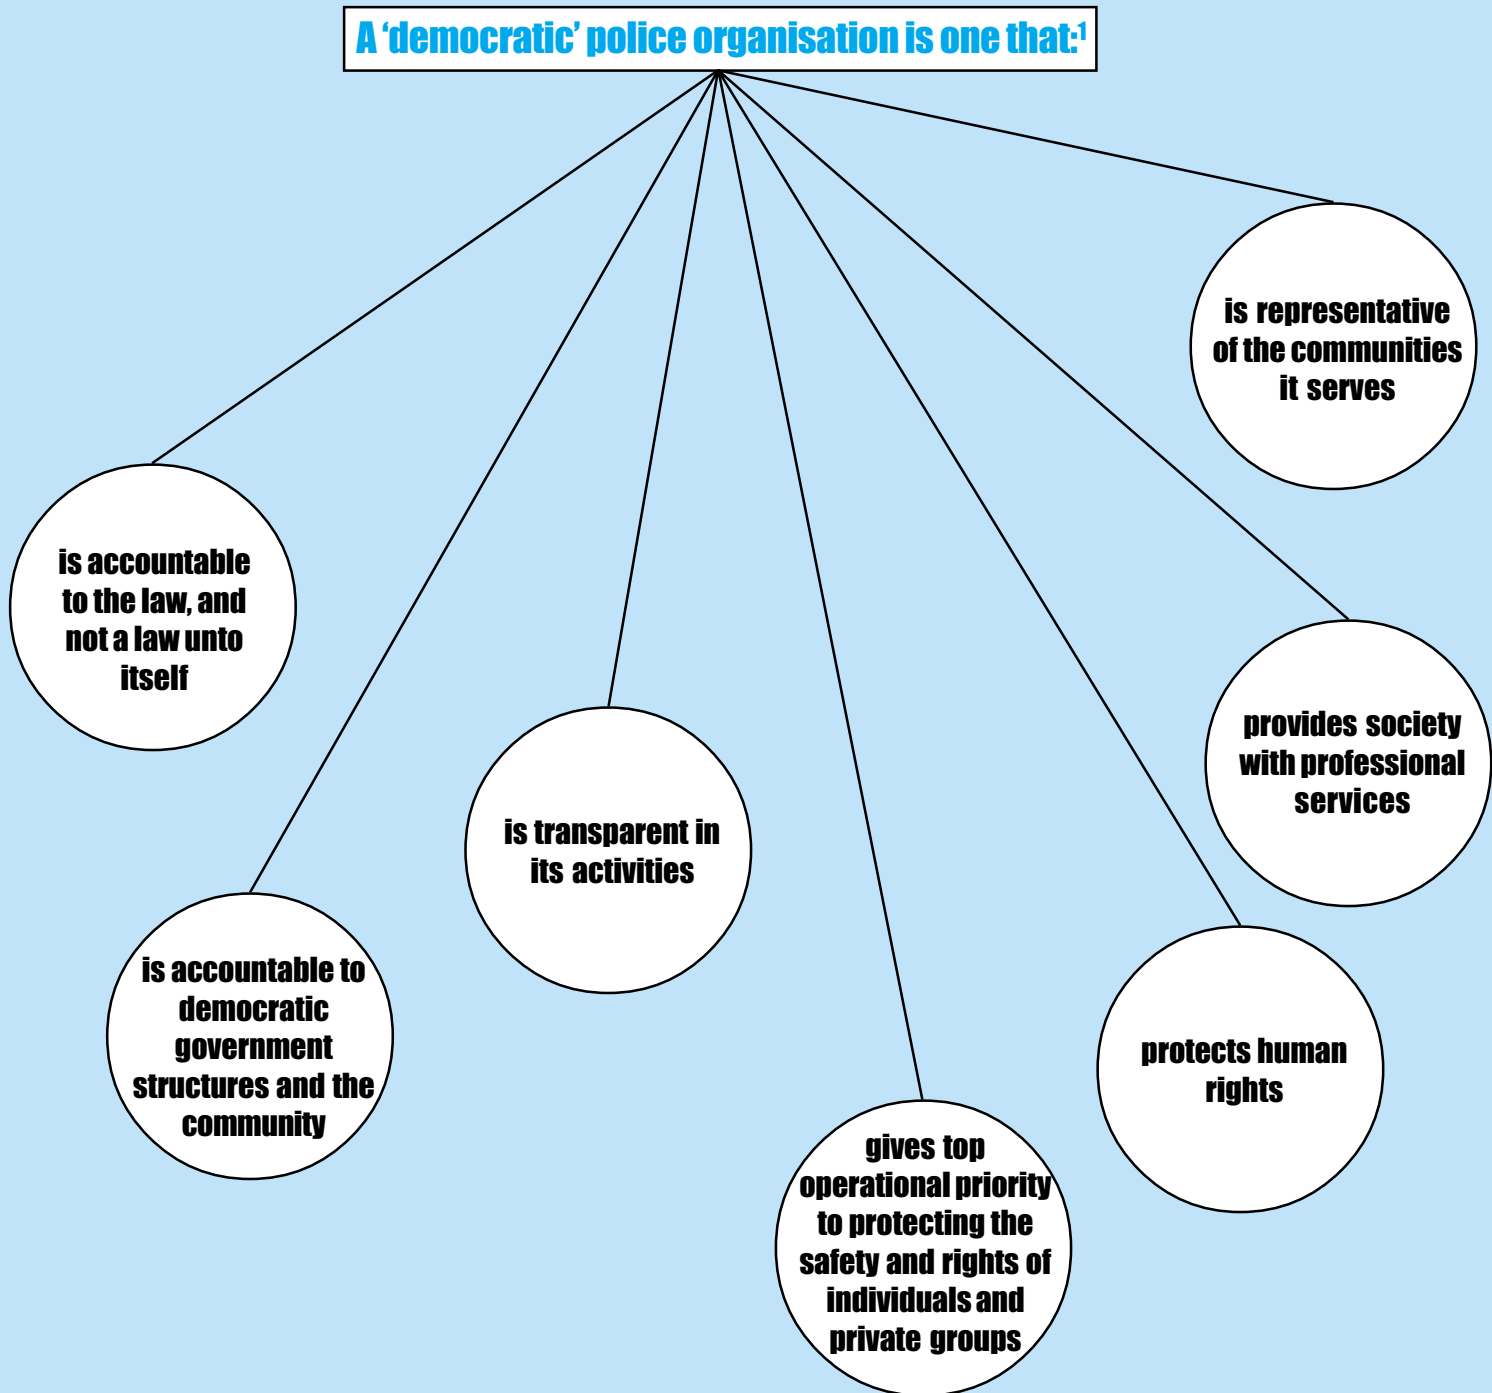 A ‘democratic’ police organisation is one that:¹
is representative
of the communities
it serves
is accountable
to the law, and
not a law unto
itself
provides society
with professional
services
is transparent in
its activities
is accountable to
democratic
government
structures and the
community
protects human
rights
gives top
operational priority
to protecting the
safety and rights of
individuals and
private groups